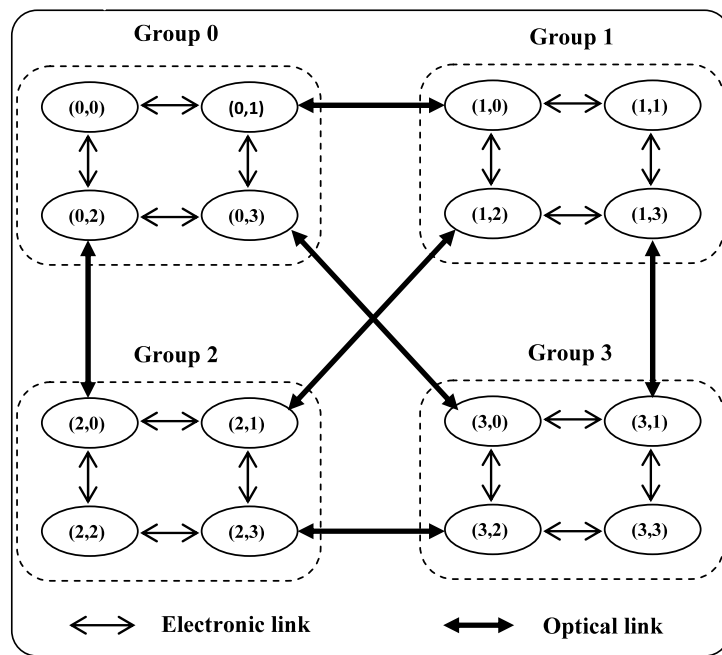 Group 0 Group 1
(0,0) (0,1) (1,0) (1,1)
(0,2) (0,3) (1,2) (1,3)
Group 2 Group 3
(2,0) (2,1) (3,0) (3,1)
(2,2) (2,3) (3,2) (3,3)
Electronic link Optical link